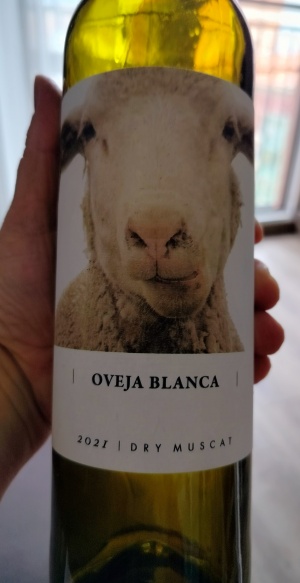 | OVEJA BLANCA |
2021 | DRY MUSCAT